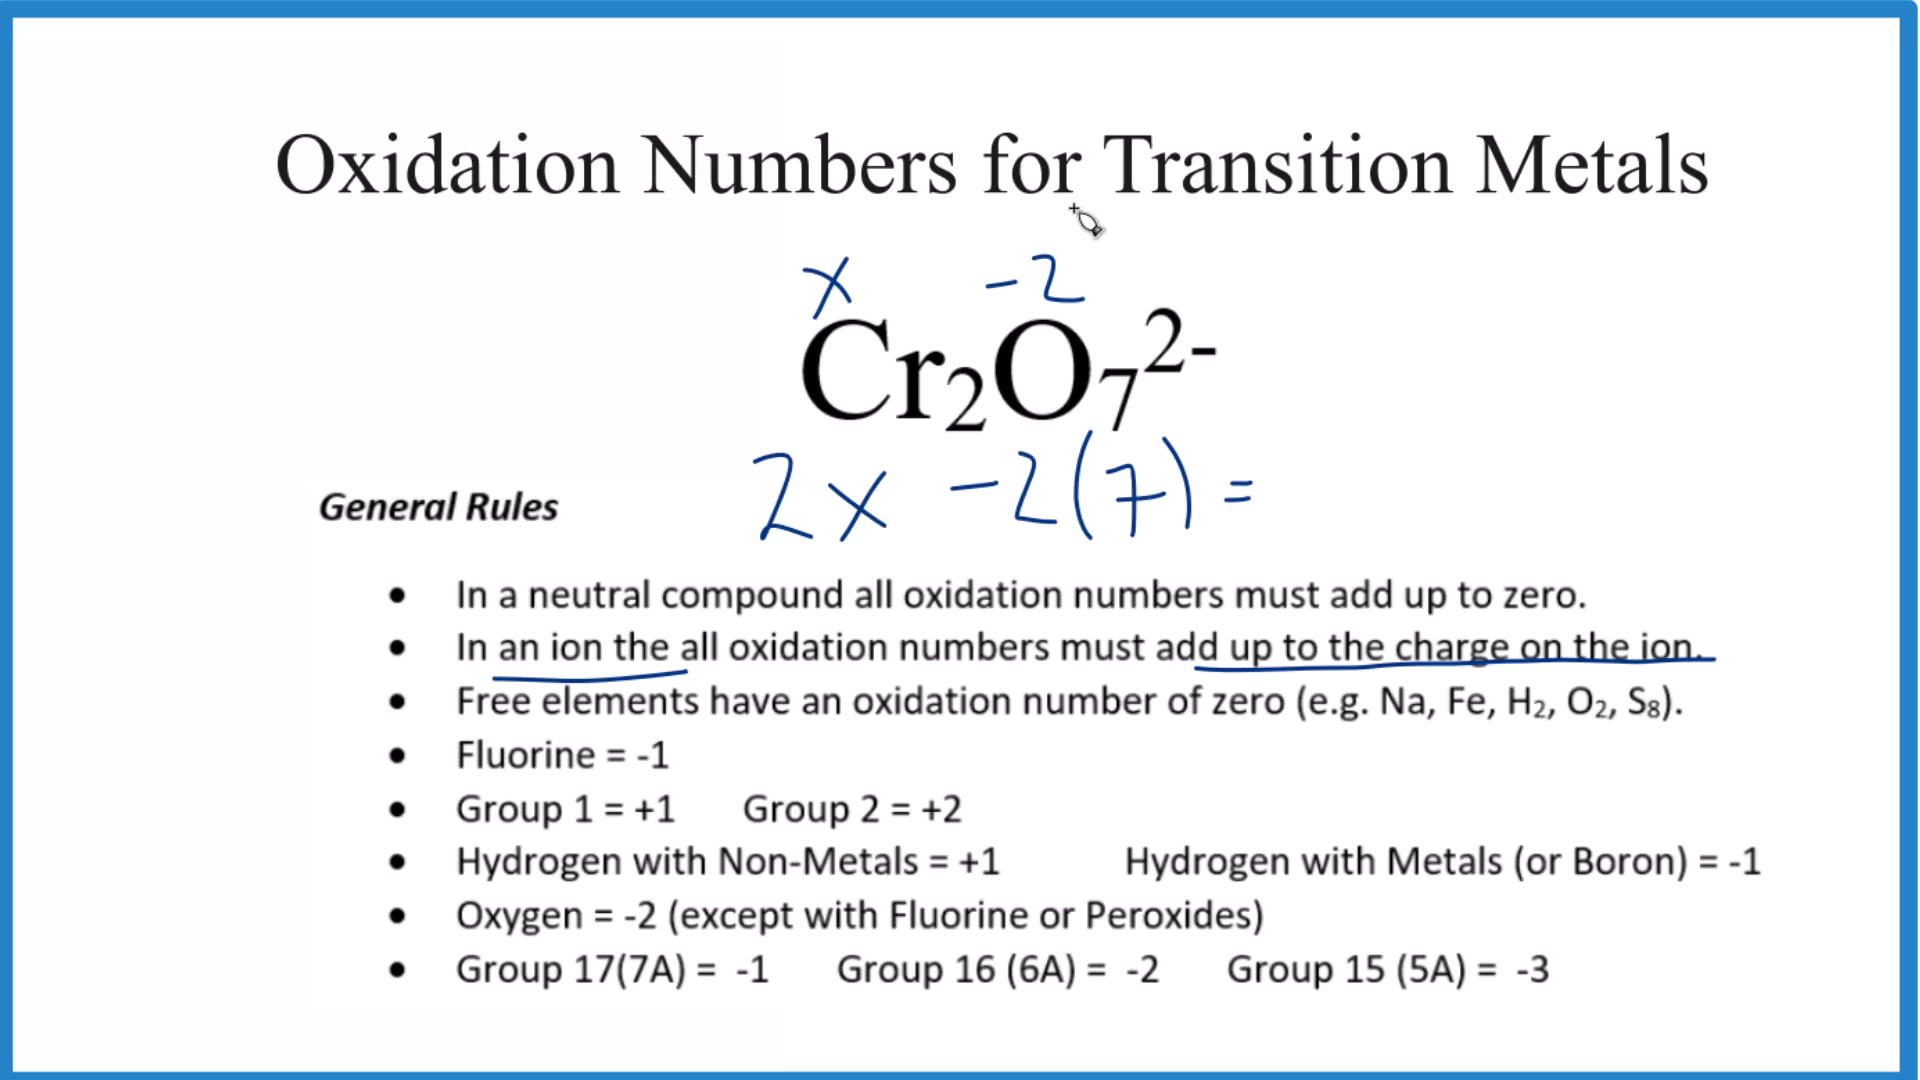 Oxidation Numbers for Transition Metals
x -2
Cr₂O₇²⁻
2x -2(7) =
General Rules
• In a neutral compound all oxidation numbers must add up to zero.
• In an ion the all oxidation numbers must add up to the charge on the ion.
• Free elements have an oxidation number of zero (e.g. Na, Fe, H₂, O₂, S₈).
• Fluorine = -1
• Group 1 = +1 Group 2 = +2
• Hydrogen with Non-Metals = +1 Hydrogen with Metals (or Boron) = -1
• Oxygen = -2 (except with Fluorine or Peroxides)
• Group 17(7A) = -1 Group 16 (6A) = -2 Group 15 (5A) = -3